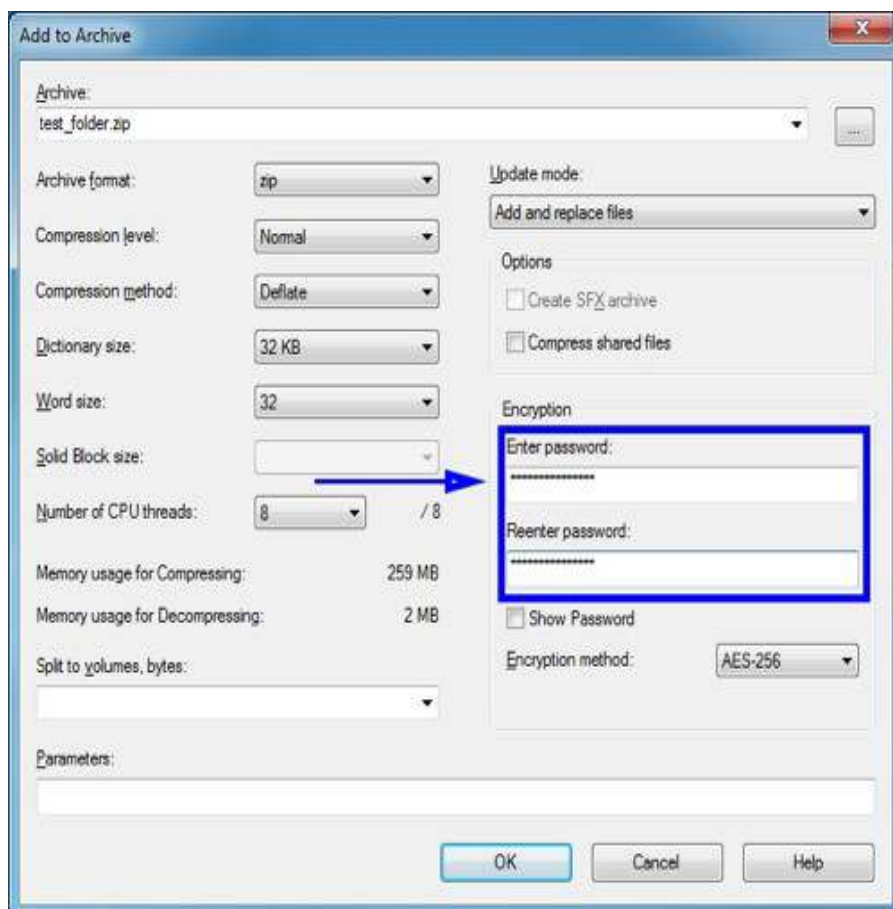 Add to Archive
Archive:
test_folder.zip
...
Archive format:
zip
Compression level:
Normal
Compression method:
Deflate
Dictionary size:
32 KB
Word size:
32
Solid Block size:
Number of CPU threads:
8
/ 8
Memory usage for Compressing:
259 MB
Memory usage for Decompressing:
2 MB
Split to volumes, bytes:
Update mode:
Add and replace files
Options
Create SFX archive
Compress shared files
Encryption
Enter password:
Reenter password:
Show Password
Encryption method:
AES-256
Parameters:
OK
Cancel
Help